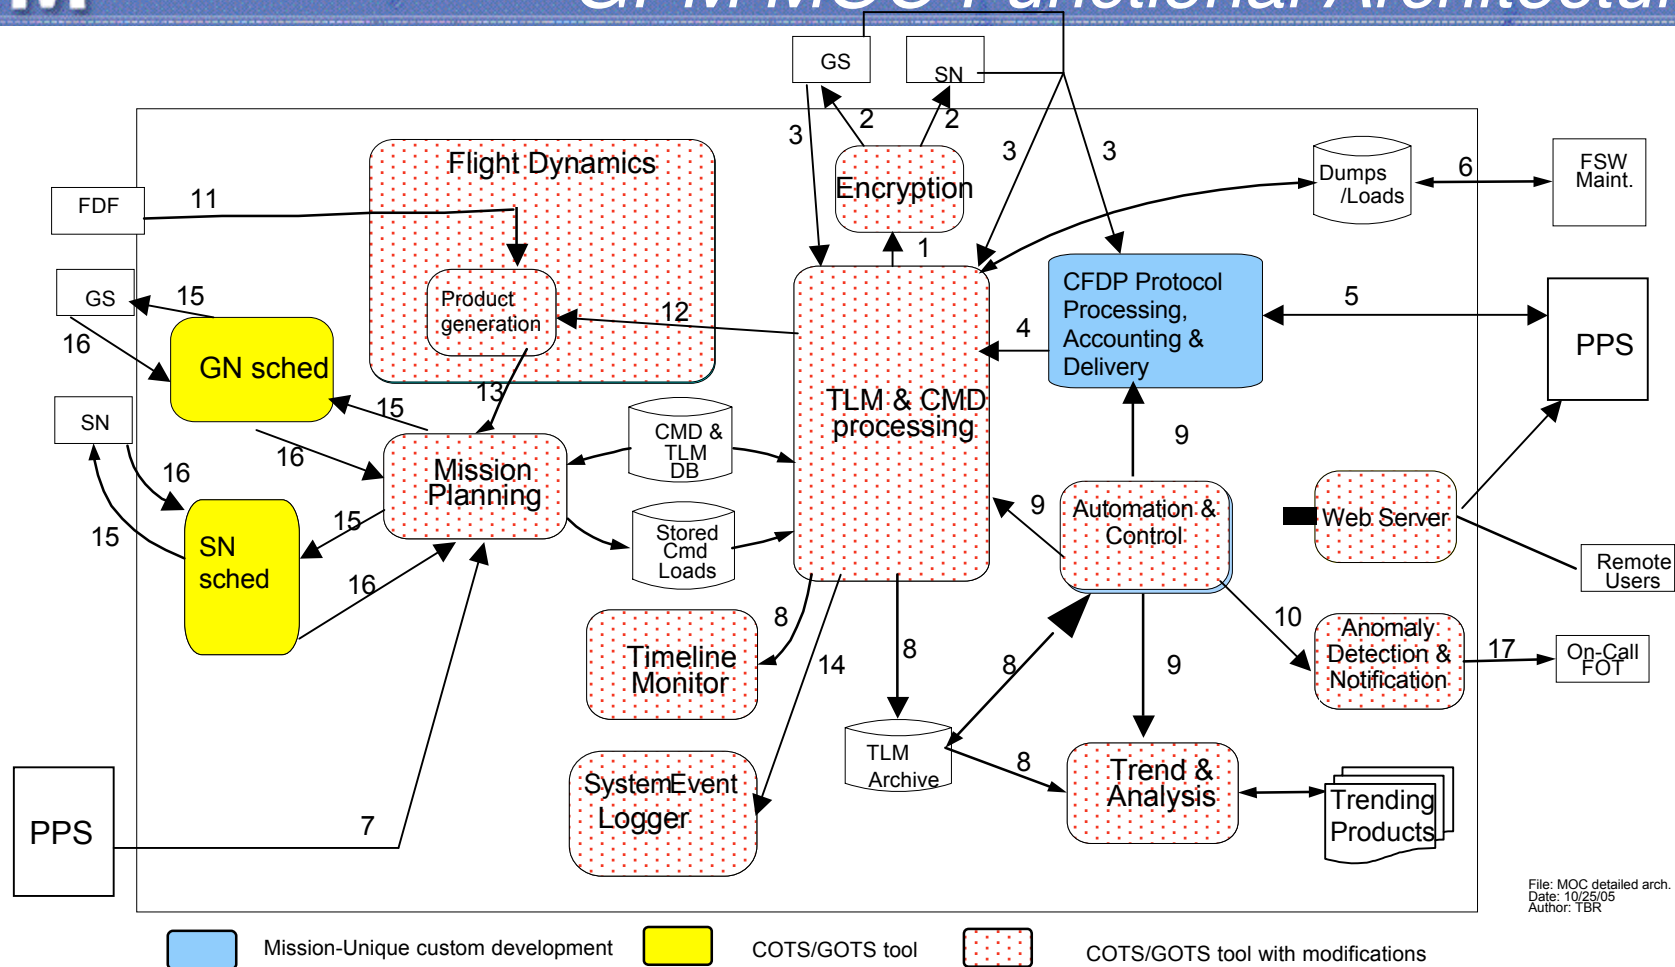 M
GPM MOC Functional Architecture
GS
SN
2
2
3
3
3
Flight Dynamics
Encryption
Dumps
/Loads
6
FSW
Maint.
FDF
11
1
GS
15
16
Product
generation
12
CFDP Protocol
Processing,
Accounting &
Delivery
5
PPS
4
GN sched
13
15
TLM & CMD
processing
SN
16
CMD &
TLM
DB
9
16
Mission
Planning
15
15
9
Automation &
Control
Web Server
SN
sched
Stored
Cmd
Loads
Remote
Users
16
8
10
Timeline
Monitor
14
8
8
9
Anomaly
Detection &
Notification
17
On-Call
FOT
TLM
Archive
8
Trend &
Analysis
SystemEvent
Logger
Trending
Products
PPS
7
File: MOC detailed arch.
Date: 10/25/05
Author: TBR
Mission-Unique custom development
COTS/GOTS tool
COTS/GOTS tool with modifications